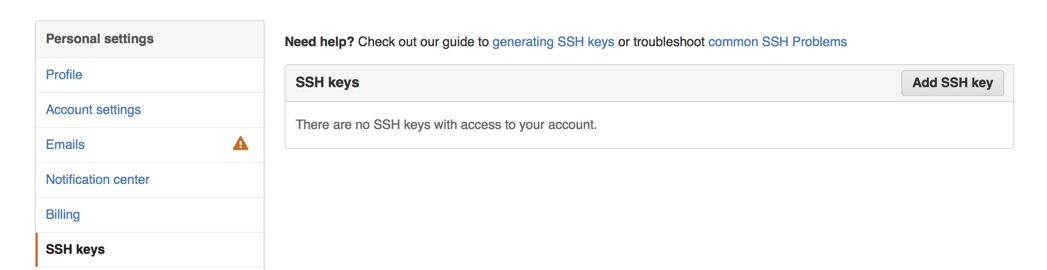 Personal settings
Profile
Account settings
Emails
Notification center
Billing
SSH keys
Need help? Check out our guide to generating SSH keys or troubleshoot common SSH Problems
SSH keys
Add SSH key
There are no SSH keys with access to your account.